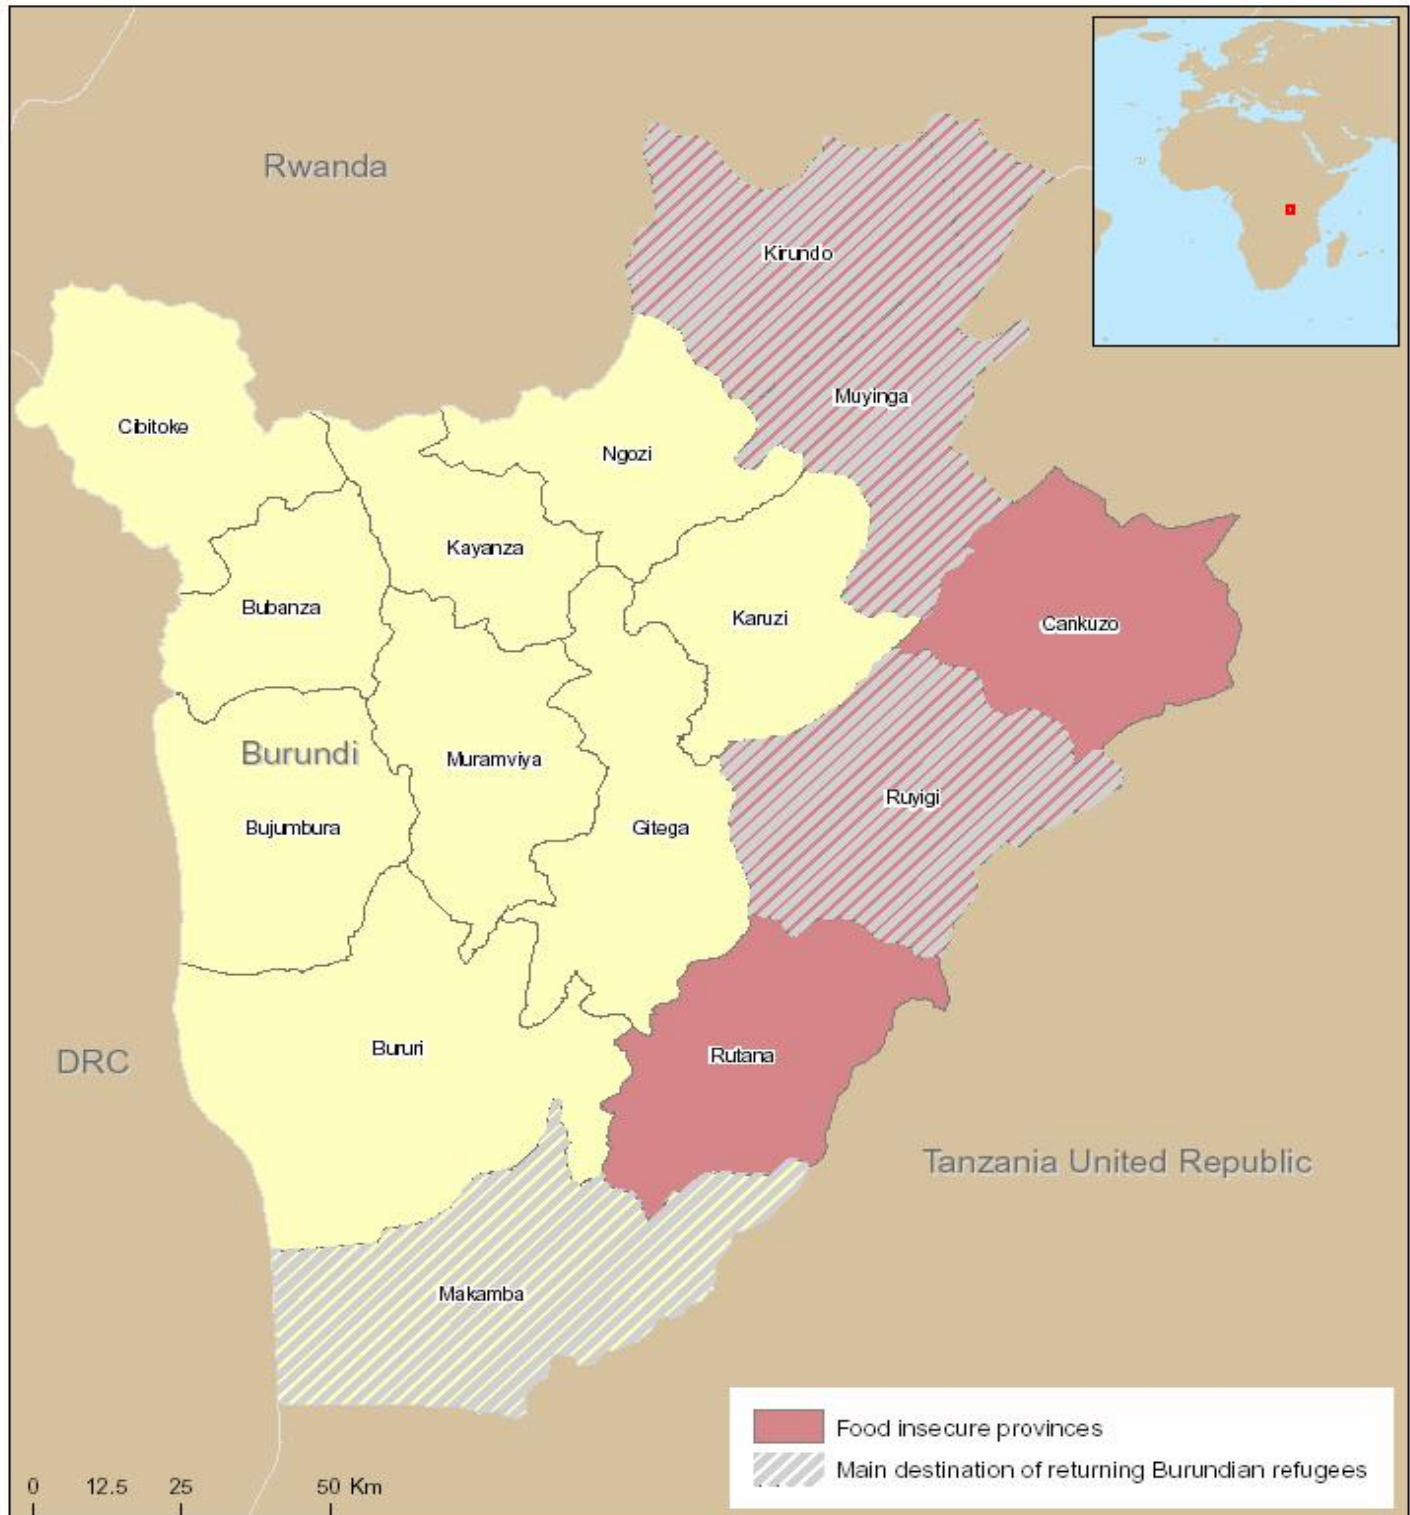 Rwanda
Kirundo
Muyinga
Cibitoke
Ngozi
Kayanza
Bubanza
Karuzi
Cankuzo
Burundi
Muramviya
Ruyigi
Bujumbura
Gitega
Bururi
Rutana
DRC
Tanzania United Republic
Makamba
Food insecure provinces
Main destination of returning Burundian refugees
0 12.5 25 50 Km